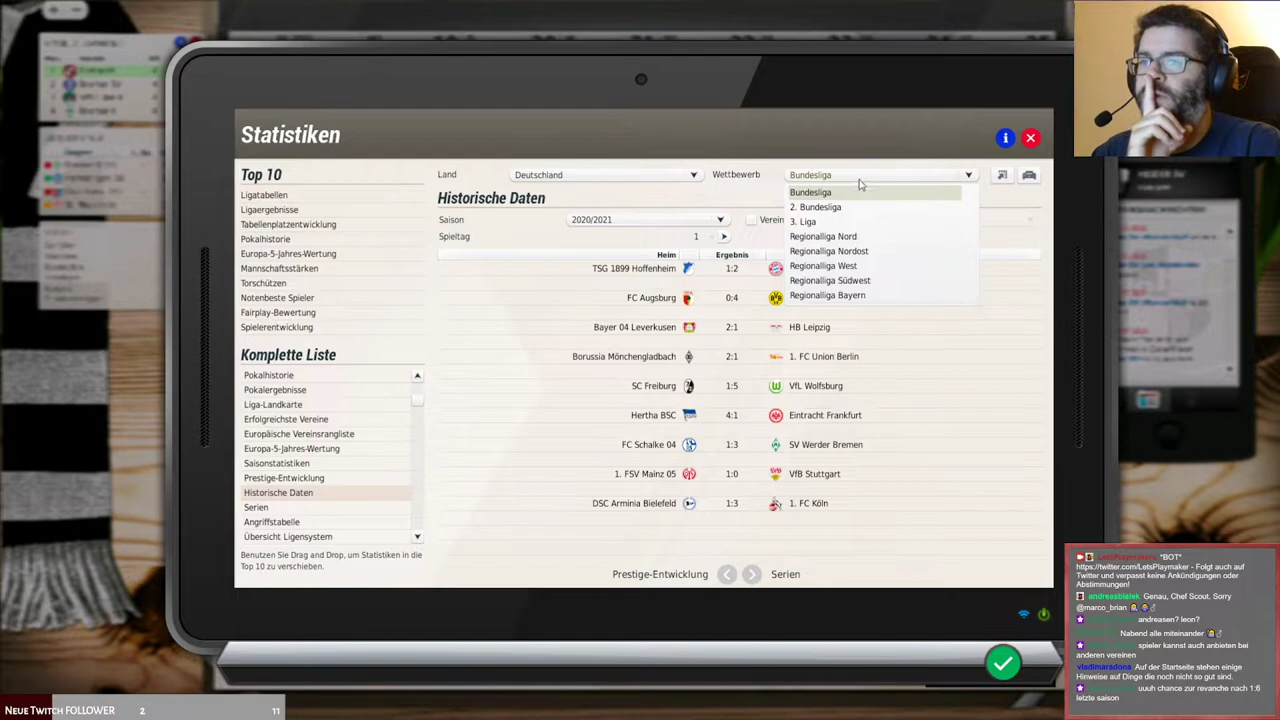 Statistiken
Top 10
Ligatabellen
Ligaergebnisse
Tabellenplatzentwicklung
Pokalhistorie
Europa-5-Jahres-Wertung
Mannschaftsstärken
Torschützen
Notenbeste Spieler
Fairplay-Bewertung
Spielerentwicklung
Komplette Liste
Pokalhistorie
Pokalergebnisse
Liga-Landkarte
Erfolgreichste Vereine
Europäische Vereinsrangliste
Europa-5-Jahres-Wertung
Saisonstatistiken
Prestige-Entwicklung
Historische Daten
Serien
Angriffstabelle
Übersicht Ligensystem
Benutzen Sie Drag and Drop, um Statistiken in die
Top 10 zu verschieben.
Land Deutschland Wettbewerb Bundesliga
Historische Daten
Saison 2020/2021 Verein
Spieltag 1
Bundesliga
2. Bundesliga
3. Liga
Regionalliga Nord
Regionalliga Nordost
Regionalliga West
Regionalliga Südwest
Regionalliga Bayern
Heim Ergebnis
TSG 1899 Hoffenheim 1:2
FC Augsburg 0:4
Bayer 04 Leverkusen 2:1 HB Leipzig
Borussia Mönchengladbach 2:1 1. FC Union Berlin
SC Freiburg 1:5 VfL Wolfsburg
Hertha BSC 4:1 Eintracht Frankfurt
FC Schalke 04 1:3 SV Werder Bremen
1. FSV Mainz 05 1:0 VfB Stuttgart
DSC Arminia Bielefeld 1:3 1. FC Köln
Prestige-Entwicklung Serien
LetsPlaymaker: *BOT*
https://twitter.com/LetsPlaymaker - Folgt auch auf
Twitter und verpasst keine Ankündigungen oder
Abstimmungen!
andreasbialek Genau, Chef Scout. Sorry
@marco_brian
andreasen? leon?
Nabend alle miteinander
spieler kannst auch anbieten bei
anderen vereinen
vladimaradona: Auf der Startseite stehen einige
Hinweise auf Dinge die noch nicht so gut sind.
uuuh chance zur revanche nach 1:6
letzte saison
Neue Twitch Follower 2 11